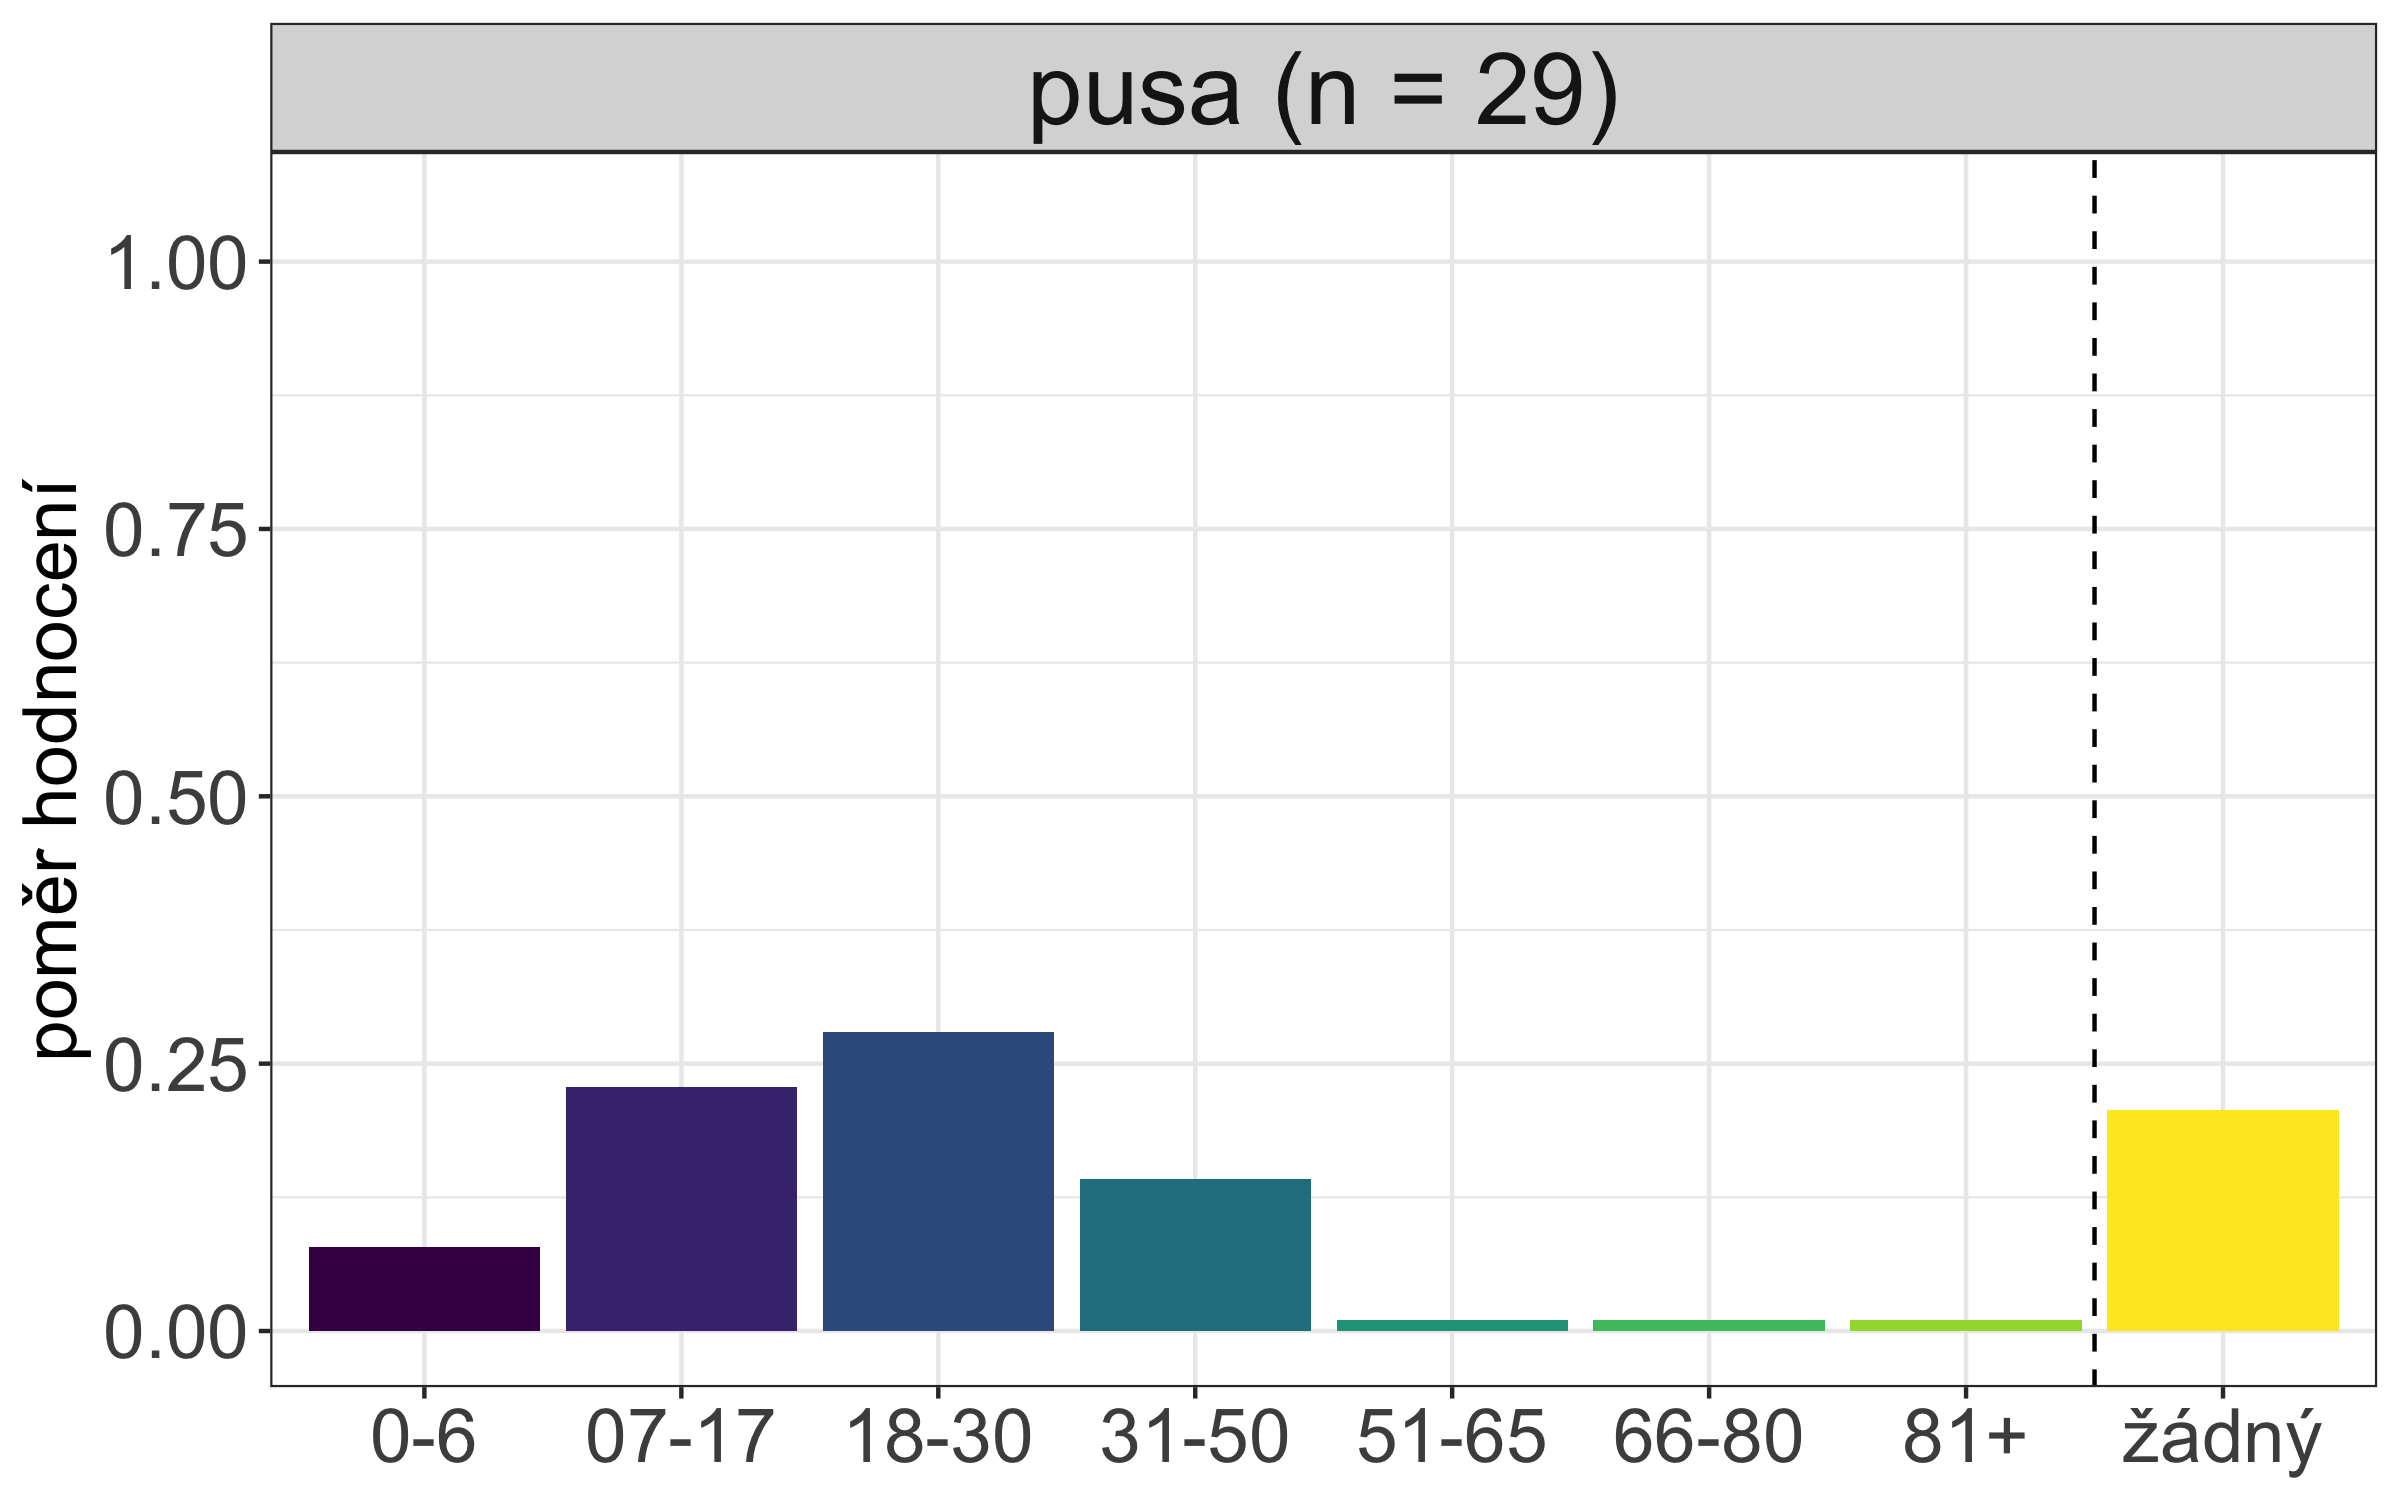 pusa (n = 29)
poměr hodnocení
1.00
0.75
0.50
0.25
0.00
0-6 07-17 18-30 31-50 51-65 66-80 81+ žádný